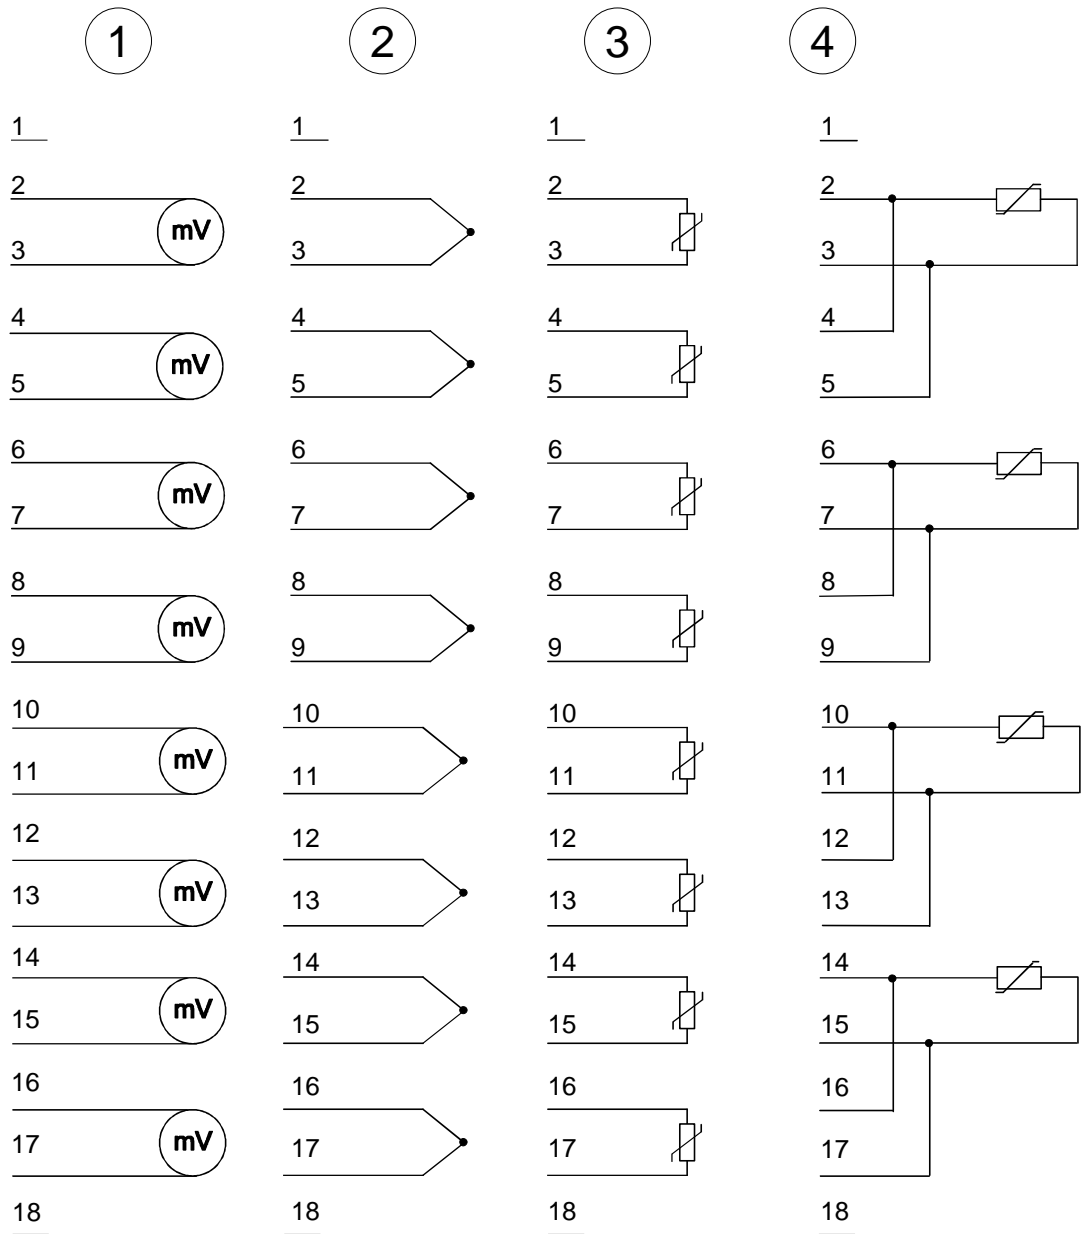 1 2 3 4
1 1 1 1
2 2 2 2
mV
3 3 3 3
4 4 4 4
mV
5 5 5 5
6 6 6 6
mV
7 7 7 7
8 8 8 8
mV
9 9 9 9
10 10 10 10
mV
11 11 11 11
12 12 12 12
mV
13 13 13 13
14 14 14 14
mV
15 15 15 15
16 16 16 16
mV
17 17 17 17
18 18 18 18